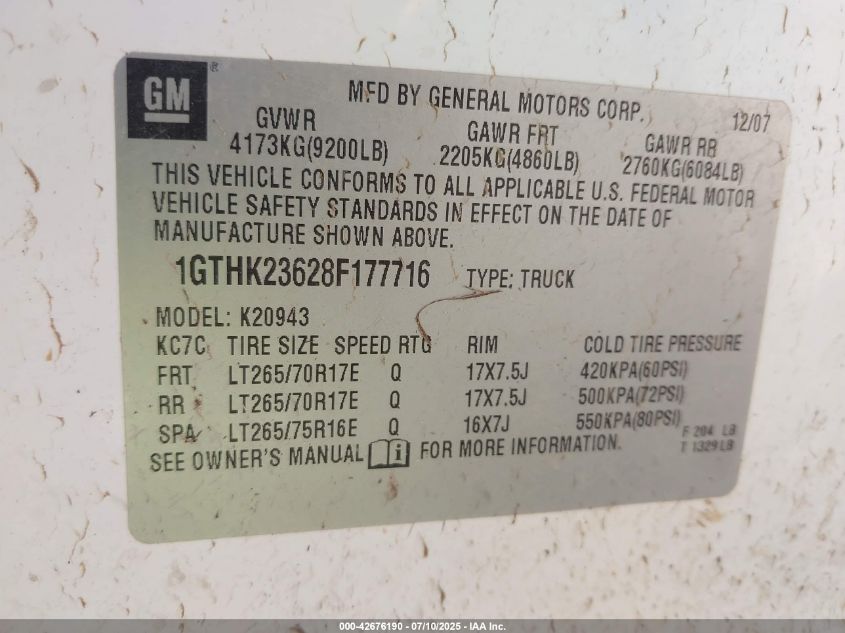 GM ®
MFD BY GENERAL MOTORS CORP.
12/07
GVWR GAWR FRT GAWR RR
4173KG(9200LB) 2205KG(4860LB) 2760KG(6084LB)
THIS VEHICLE CONFORMS TO ALL APPLICABLE U.S. FEDERAL MOTOR
VEHICLE SAFETY STANDARDS IN EFFECT ON THE DATE OF
MANUFACTURE SHOWN ABOVE.
1GTHK23628F177716 TYPE: TRUCK
MODEL: K20943
KC7C TIRE SIZE SPEED RTG RIM COLD TIRE PRESSURE
FRT LT265/70R17E Q 17X7.5J 420KPA(60PSI)
RR LT265/70R17E Q 17X7.5J 500KPA(72PSI)
SPA LT265/75R16E Q 16X7J 550KPA(80PSI)
F 204 LB
T 1329 LB
SEE OWNER'S MANUAL i FOR MORE INFORMATION.
000-42676190 - 07/10/2025 - IAA Inc.